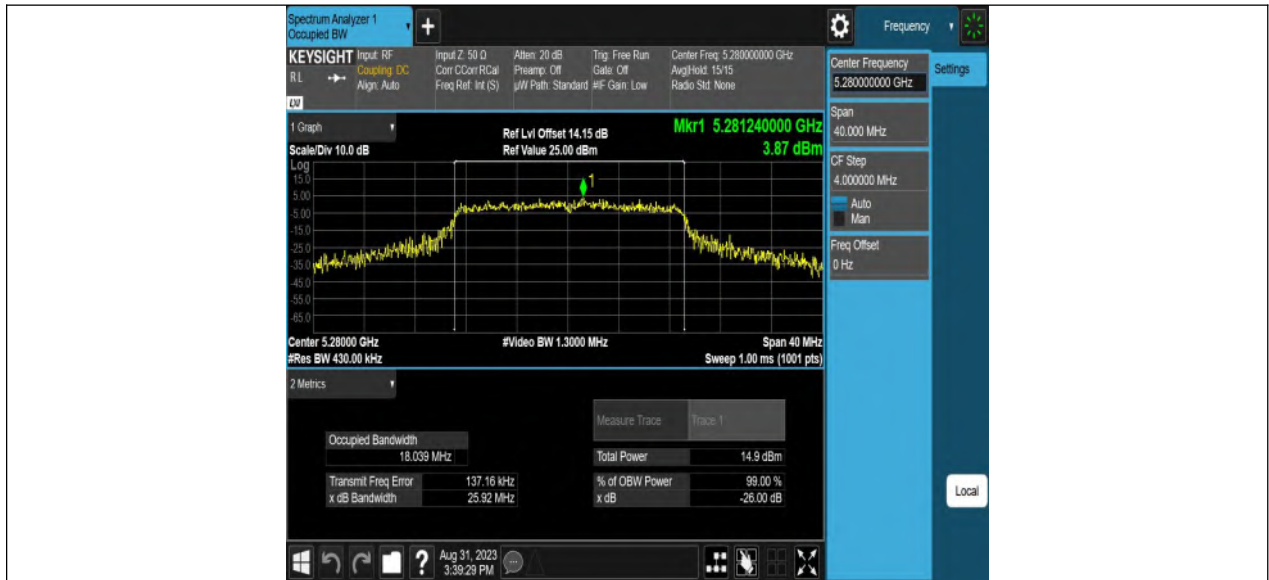 Spectrum Analyzer 1
Occupied BW
+
Frequency
KEYSIGHT
R L
LXI
Input: RF
Coupling: DC
Align: Auto
Input Z: 50 Ω
Corr CCorr RCal
Freq Ref: Int (S)
Atten: 20 dB
Preamp: Off
µW Path: Standard
Trig: Free Run
Gate: Off
#IF Gain: Low
Center Freq: 5.280000000 GHz
Avg|Hold: 15/15
Radio Std: None
Center Frequency
5.280000000 GHz
Settings
Span
40.000 MHz
CF Step
4.000000 MHz
Auto
Man
Freq Offset
0 Hz
Local
1 Graph
Scale/Div 10.0 dB
Ref Lvl Offset 14.15 dB
Ref Value 25.00 dBm
Mkr1 5.281240000 GHz
3.87 dBm
Log
15.0
5.00
-5.00
-15.0
-25.0
-35.0
-45.0
-55.0
-65.0
1
Center 5.28000 GHz
#Res BW 430.00 kHz
#Video BW 1.3000 MHz
Span 40 MHz
Sweep 1.00 ms (1001 pts)
2 Metrics
Measure Trace Trace 1
Occupied Bandwidth
18.039 MHz
Total Power 14.9 dBm
Transmit Freq Error 137.16 kHz
% of OBW Power 99.00 %
x dB Bandwidth 25.92 MHz
x dB -26.00 dB
?
Aug 31, 2023
3:39:29 PM